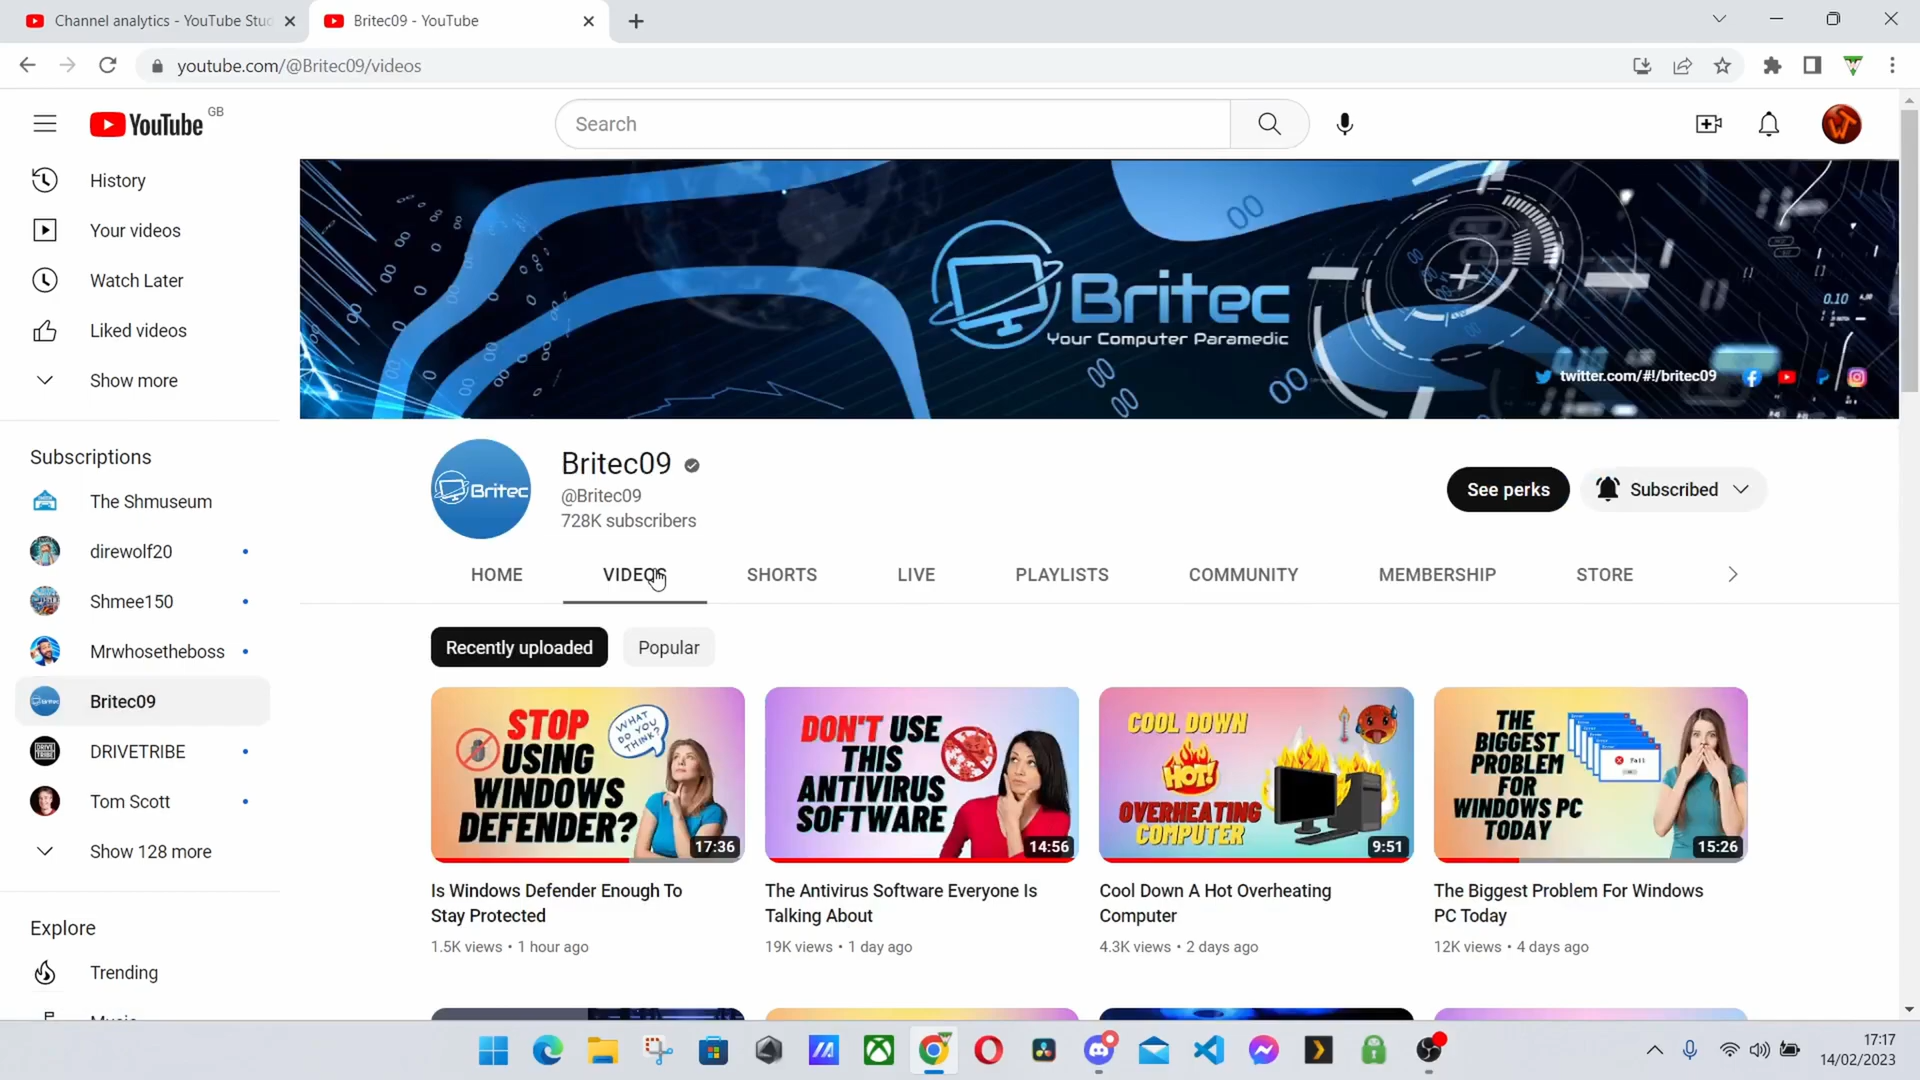 Channel analytics - YouTube Stud
Britec09 - YouTube
youtube.com/@Britec09/videos
YouTube GB
Search
History
Your videos
Watch Later
Liked videos
Show more
Subscriptions
The Shmuseum
direwolf20
Shmee150
Mrwhosetheboss
Britec09
DRIVETRIBE
Tom Scott
Show 128 more
Explore
Trending
Britec
Your Computer Paramedic
twitter.com/#!/britec09
0.10
Britec
Britec09
@Britec09
728K subscribers
See perks
Subscribed
HOME
VIDEOS
SHORTS
LIVE
PLAYLISTS
COMMUNITY
MEMBERSHIP
STORE
Recently uploaded
Popular
STOP
USING
WINDOWS
DEFENDER?
WHAT
DO YOU
THINK?
17:36
DON'T USE
THIS
ANTIVIRUS
SOFTWARE
14:56
COOL DOWN
HOT!
OVERHEATING
COMPUTER
9:51
THE
BIGGEST
PROBLEM
FOR
WINDOWS PC
TODAY
Fail
15:26
Is Windows Defender Enough To
Stay Protected
1.5K views • 1 hour ago
The Antivirus Software Everyone Is
Talking About
19K views • 1 day ago
Cool Down A Hot Overheating
Computer
4.3K views • 2 days ago
The Biggest Problem For Windows
PC Today
12K views • 4 days ago
17:17
14/02/2023